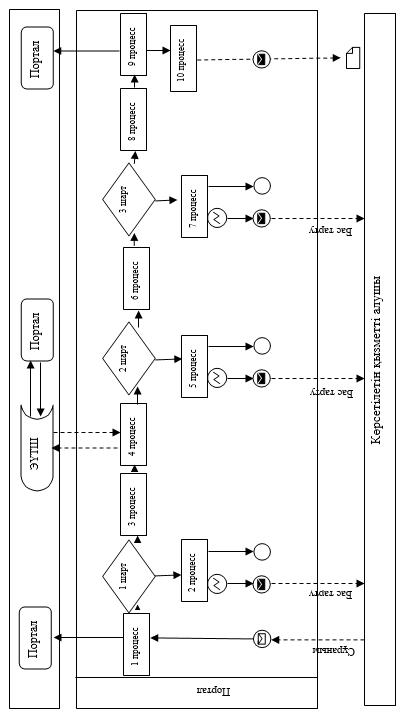 Портал
ЭҮТШ
Портал
Портал
Портал
1 процесс
1 шарт
2 процесс
3 процесс
4 процесс
2 шарт
5 процесс
6 процесс
3 шарт
7 процесс
8 процесс
9 процесс
10 процесс
Сұраныс
Бас тарту
Бас тарту
Бас тарту
Көрсетілетін қызметті алушы